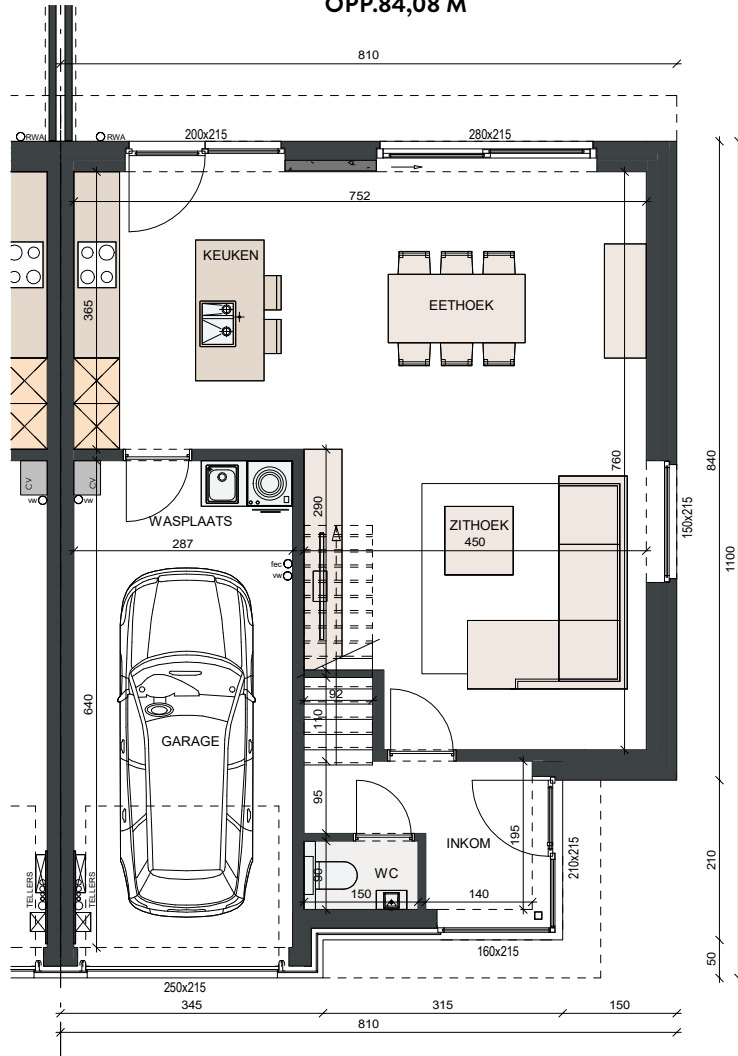 OPP.84,08 M
810
RWA
RWA
200x215
280x215
752
KEUKEN
EETHOEK
365
760
840
CV
CV
vw
vw
WASPLAATS
290
ZITHOEK
450
150x215
1100
287
fec
vw
640
92
110
GARAGE
95
INKOM
195
210x215
210
TELLERS
TELLERS
90
WC
150
140
160x215
50
250x215
345
315
150
810